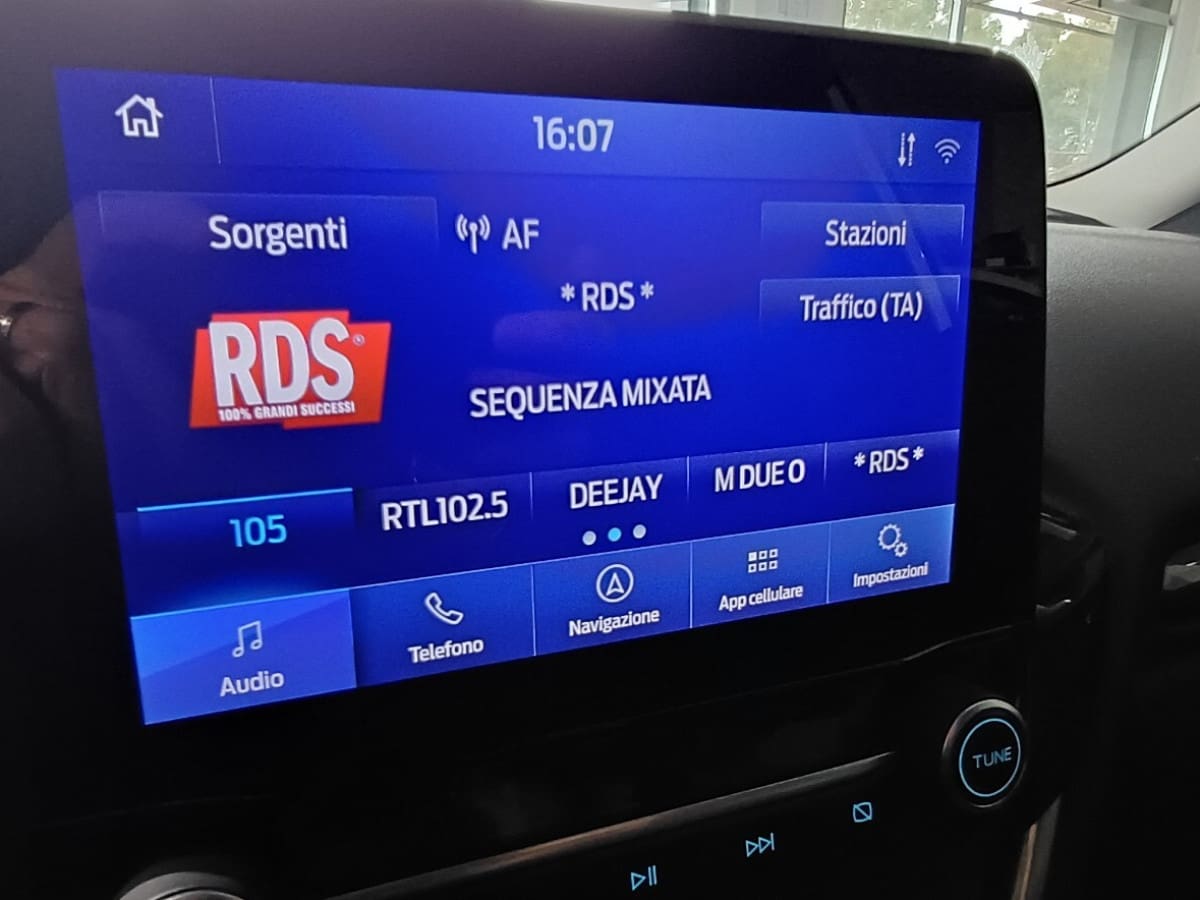 16:07
Sorgenti
AF
Stazioni
*RDS*
Traffico (TA)
RDS®
100% GRANDI SUCCESSI
SEQUENZA MIXATA
105
RTL102.5
DEEJAY
M DUE O
*RDS*
Audio
Telefono
Navigazione
App cellulare
Impostazioni
TUNE